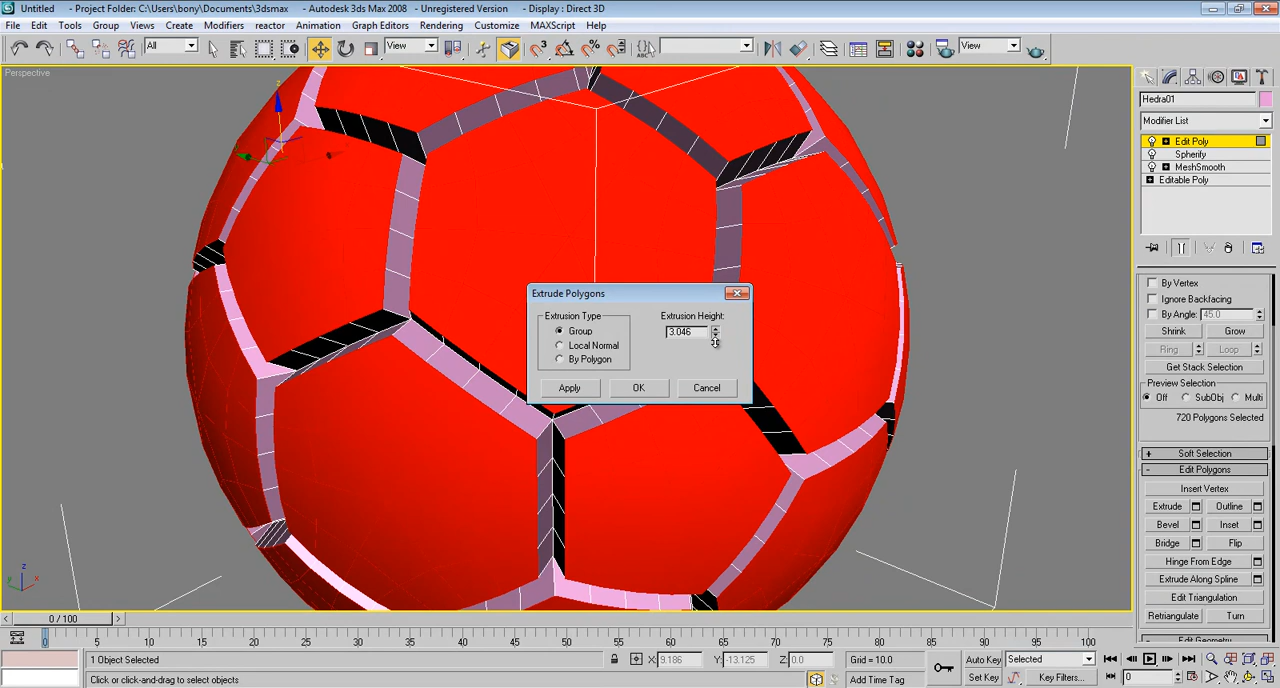 Untitled - Project Folder: C:\Users\bony\Documents\3dsmax - Autodesk 3ds Max 2008 - Unregistered Version - Display : Direct 3D
File Edit Tools Group Views Create Modifiers reactor Animation Graph Editors Rendering Customize MAXScript Help
All View View
Perspective
Hedra01
Modifier List
Edit Poly
Spherify
MeshSmooth
Editable Poly
By Vertex
Ignore Backfacing
By Angle: 45.0
Shrink Grow
Ring Loop
Get Stack Selection
Preview Selection
Off SubObj Multi
720 Polygons Selected
+ Soft Selection
- Edit Polygons
Insert Vertex
Extrude Outline
Bevel Inset
Bridge Flip
Hinge From Edge
Extrude Along Spline
Edit Triangulation
Retriangulate Turn
Edit Geometry
Extrude Polygons
Extrusion Type
Group
Local Normal
By Polygon
Extrusion Height:
3.046
Apply OK Cancel
z
z
y x
0 / 100
0 5 10 15 20 25 30 35 40 45 50 55 60 65 70 75 80 85 90 95 100
1 Object Selected X: 9.186 Y: -13.125 Z: 0.0 Grid = 10.0 Auto Key Selected
Click or click-and-drag to select objects Add Time Tag Set Key Key Filters... 0